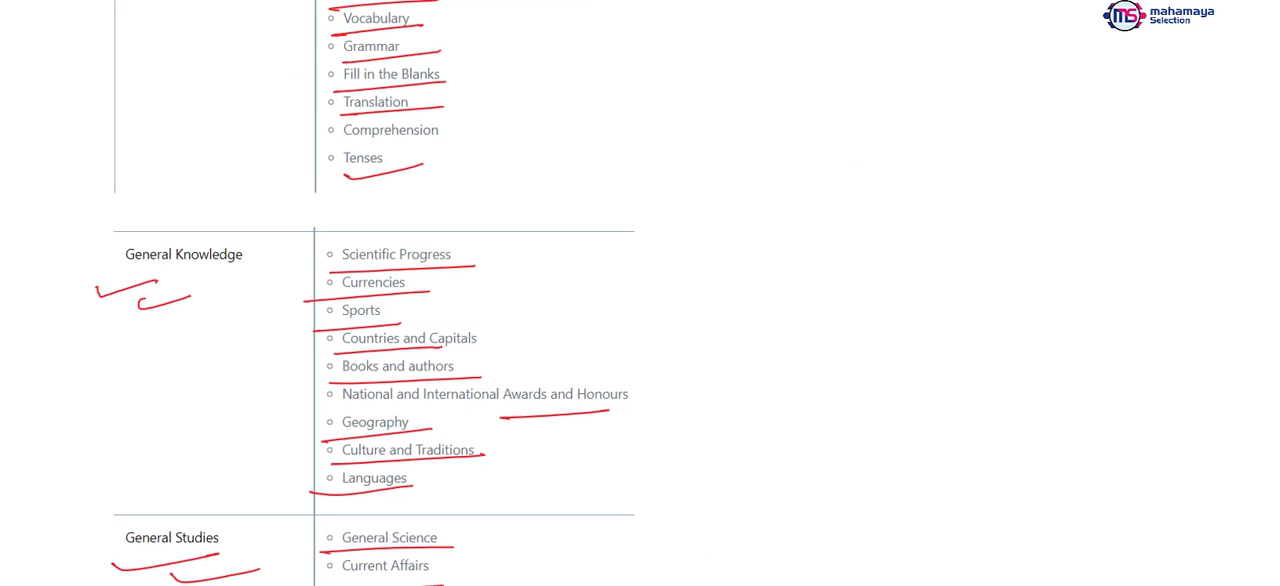 mahamaya
Selection
Vocabulary
Grammar
Fill in the Blanks
Translation
Comprehension
Tenses
General Knowledge
Scientific Progress
Currencies
Sports
Countries and Capitals
Books and authors
National and International Awards and Honours
Geography
Culture and Traditions
Languages
General Studies
General Science
Current Affairs